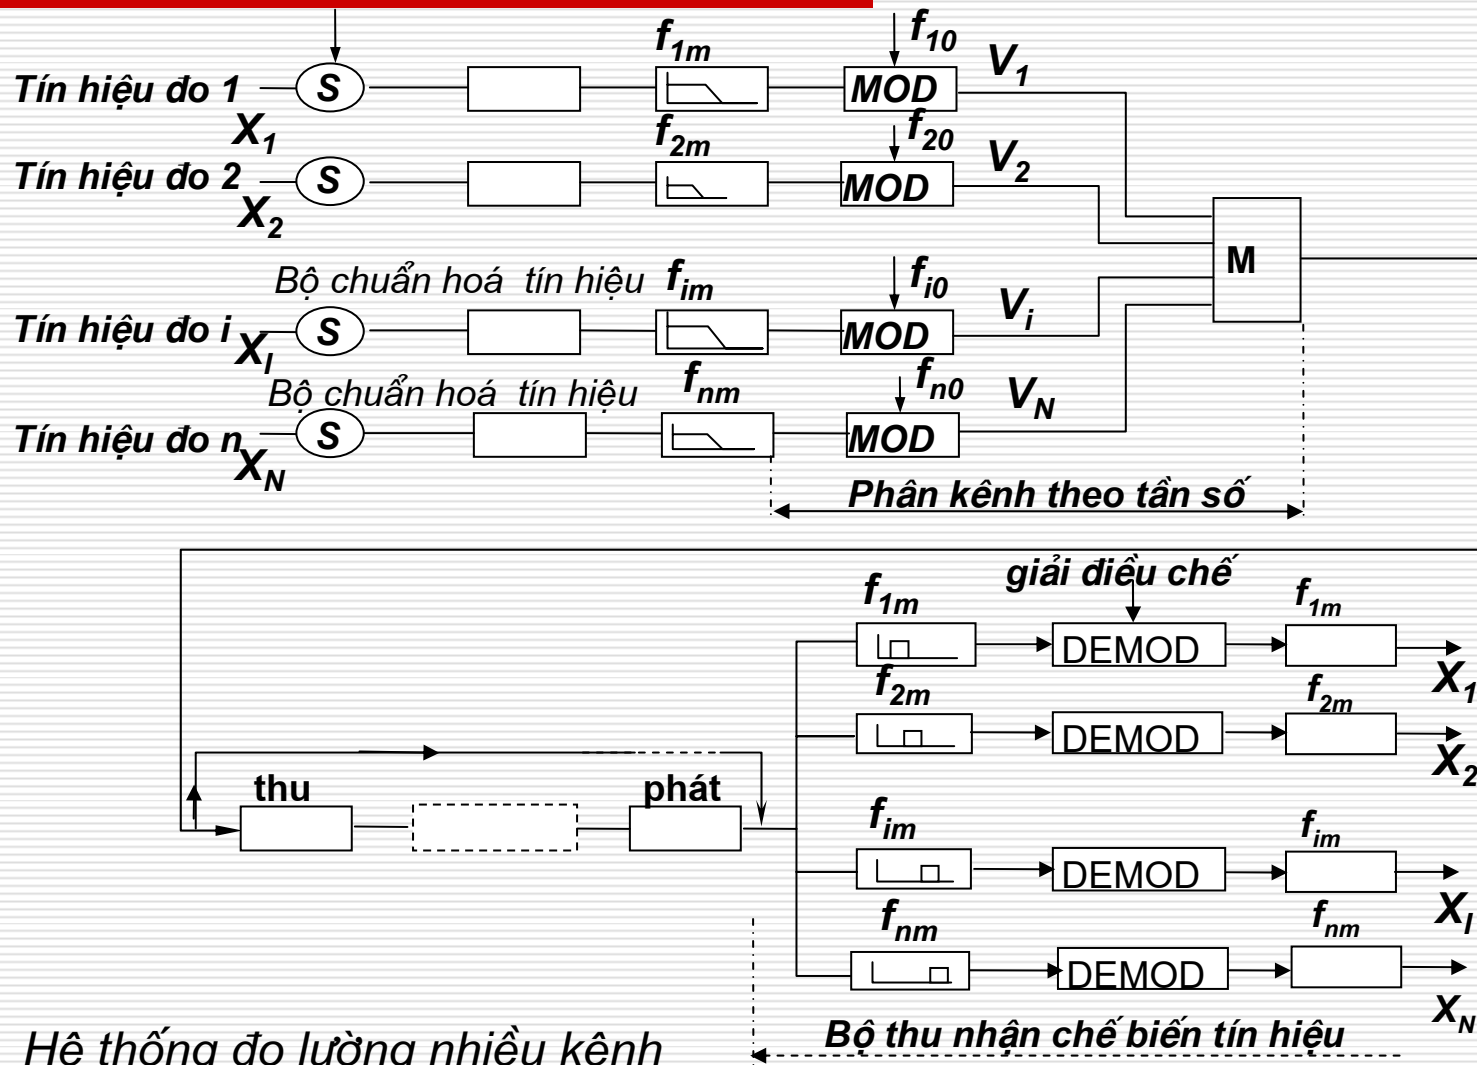 f1m
f10
Tín hiệu đo 1
S
MOD
V1
X1
f2m
f20
Tín hiệu đo 2
S
MOD
V2
X2
M
Bộ chuẩn hoá tín hiệu
fim
fi0
Tín hiệu đo i
XI
S
MOD
Vi
Bộ chuẩn hoá tín hiệu
fnm
fn0
Tín hiệu đo n
XN
S
MOD
VN
Phân kênh theo tần số
giải điều chế
f1m
f1m
DEMOD
X1
f2m
f2m
DEMOD
X2
thu
phát
fim
fim
DEMOD
XI
fnm
fnm
DEMOD
XN
Bộ thu nhận chế biến tín hiệu
Hệ thống đo lường nhiều kênh